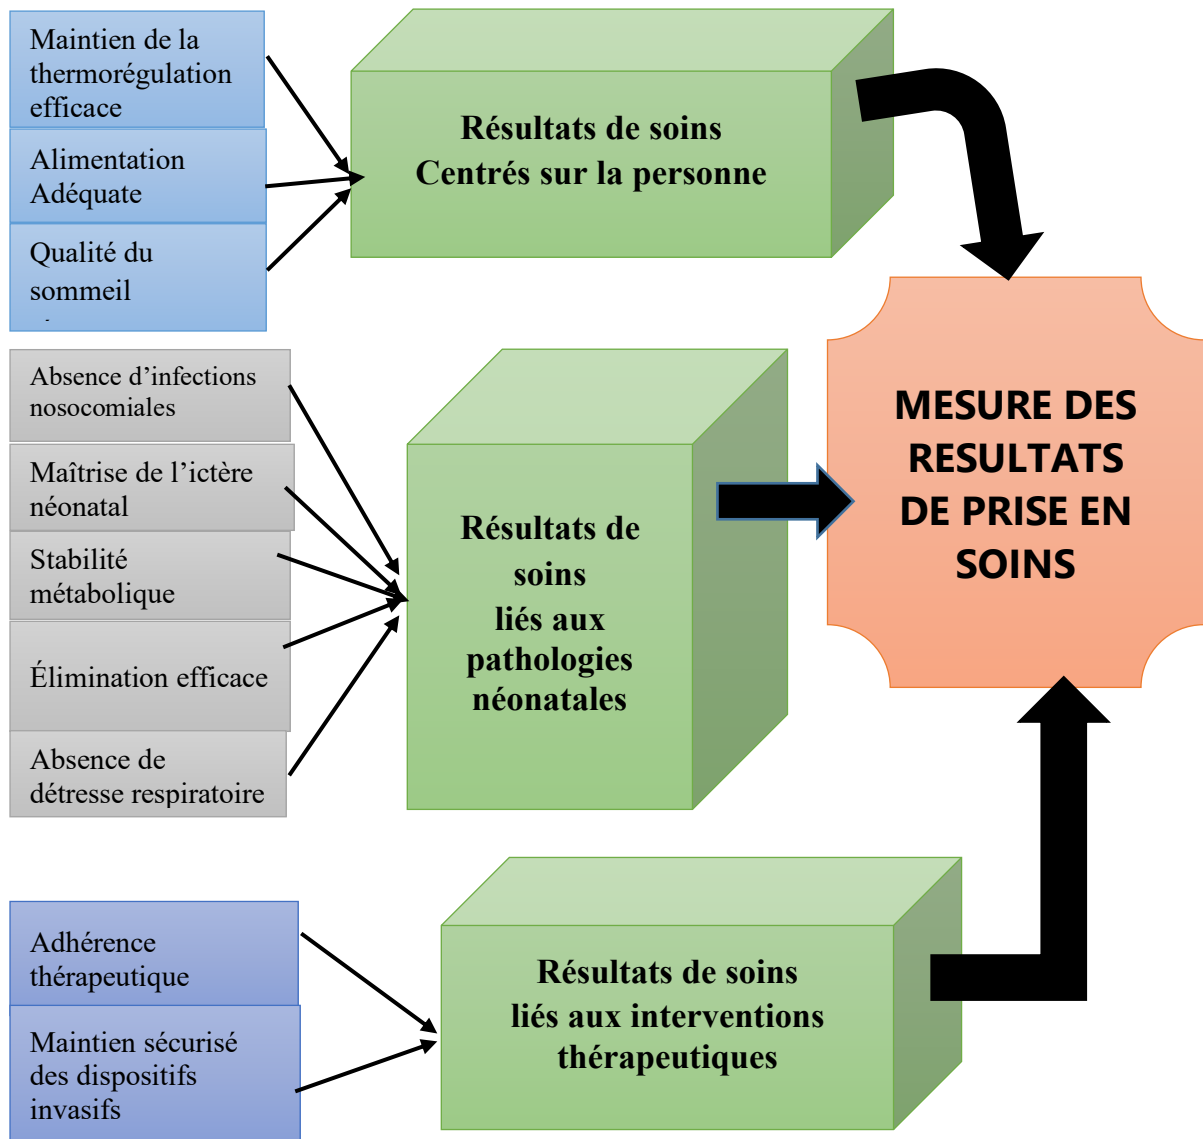 Maintien de la
thermorégulation
efficace
Alimentation
Adéquate
Qualité du
sommeil
Résultats de soins
Centrés sur la personne
Absence d’infections
nosocomiales
Maîtrise de l’ictère
néonatal
Stabilité
métabolique
Élimination efficace
Absence de
détresse respiratoire
Résultats de
soins
liés aux
pathologies
néonatales
MESURE DES
RESULTATS
DE PRISE EN
SOINS
Adhérence
thérapeutique
Maintien sécurisé
des dispositifs
invasifs
Résultats de soins
liés aux interventions
thérapeutiques